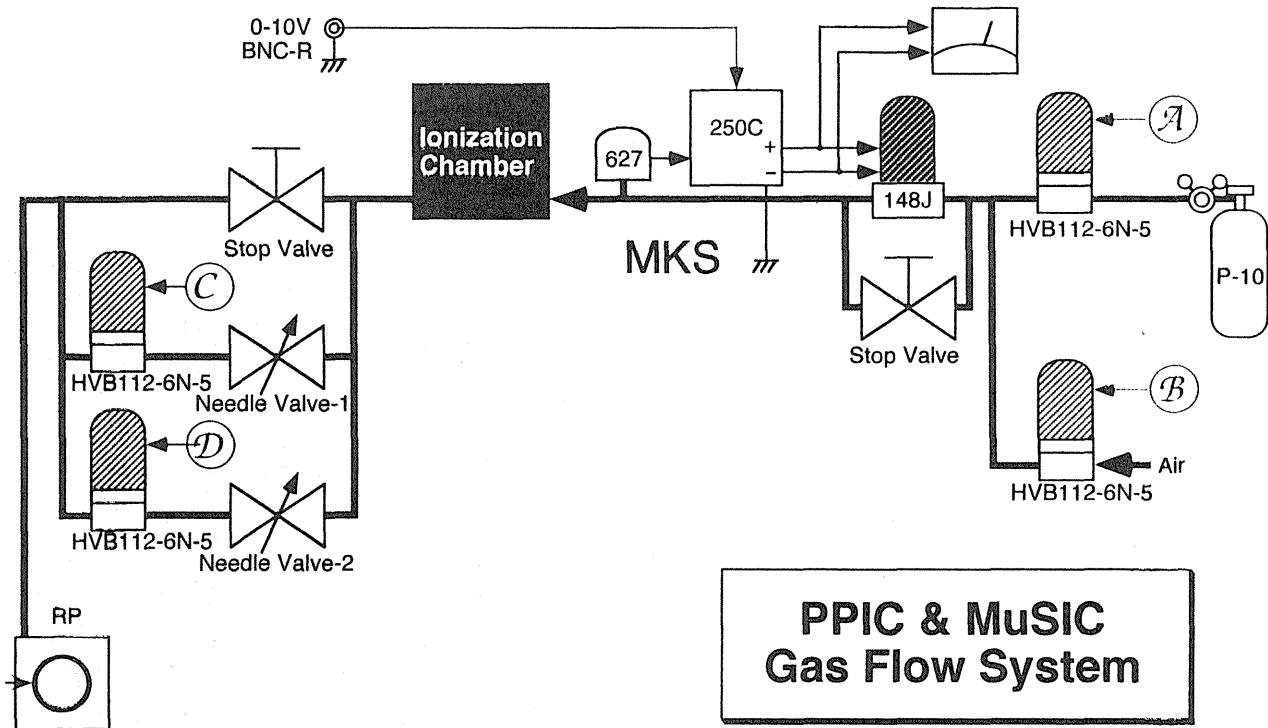 0-10V
BNC-R
Ionization
Chamber
627
250C
+
−
148J
A
HVB112-6N-5
P-10
Stop Valve
MKS
Stop Valve
C
HVB112-6N-5
Needle Valve-1
B
Air
HVB112-6N-5
D
HVB112-6N-5
Needle Valve-2
RP
PPIC & MuSIC
Gas Flow System